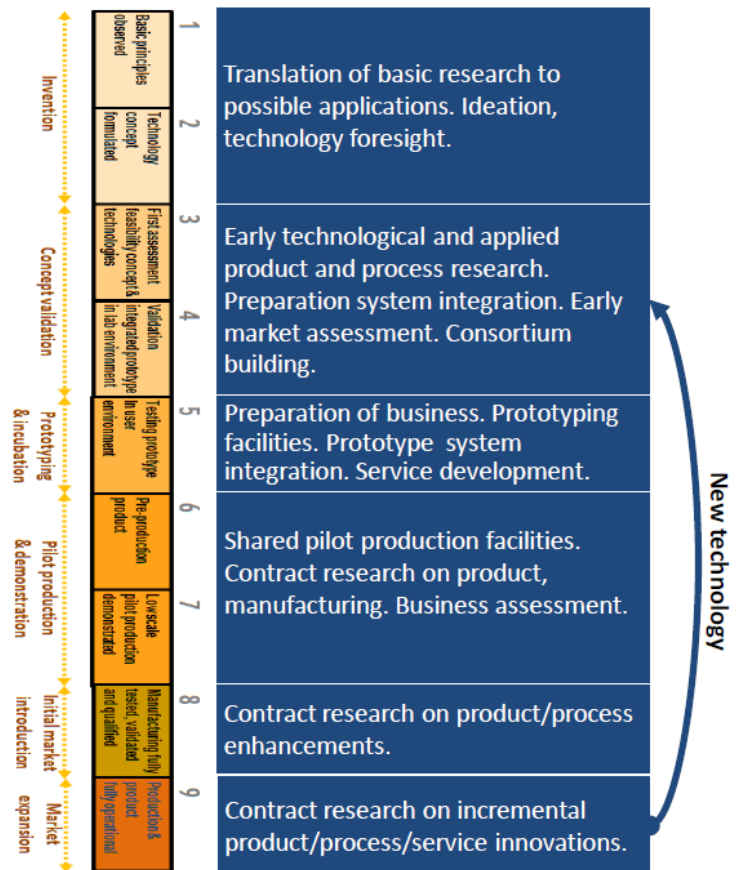 Invention
Concept validation
Prototyping
& incubation
Pilot production
& demonstration
Initial market
introduction
Market
expansion
Basic principles
observed
Technology
concept
formulated
First assessment
feasibility concept &
technologies
Validation
integrated prototype
in lab environment
Testing prototype
in user
environment
Pre-production
product
Low scale
pilot production
demonstrated
Manufacturing fully
tested, validated
and qualified
Production &
product
fully operational
1
2
3
4
5
6
7
8
9
Translation of basic research to
possible applications. Ideation,
technology foresight.
Early technological and applied
product and process research.
Preparation system integration. Early
market assessment. Consortium
building.
Preparation of business. Prototyping
facilities. Prototype system
integration. Service development.
Shared pilot production facilities.
Contract research on product,
manufacturing. Business assessment.
Contract research on product/process
enhancements.
Contract research on incremental
product/process/service innovations.
New technology